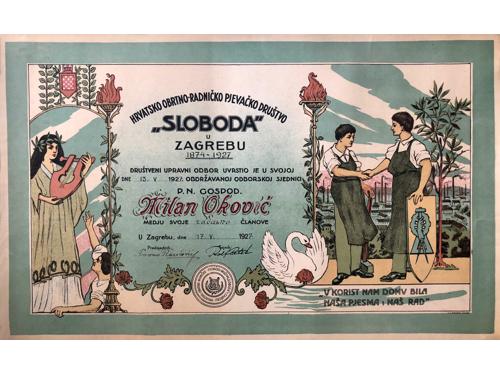 HRVATSKO OBRTNO-RADNIČKO PJEVAČKO DRUŠTVO
„SLOBODA"
U
ZAGREBU
1874-1927
DRUŠTVENI UPRAVNI ODBOR UVRSTIO JE U SVOJOJ
DNE 13. V 1927. ODRŽAVANOJ ODBORSKOJ SJEDNICI
P. N. GOSPOD.
Milan Oković
MEDJU SVOJE ČLANOVE
U Zagrebu, dne 17. V. 1927.
Predsjednik:
„U KORIST NAM DOMU BILA
NAŠA PJESMA I NAŠ RAD"